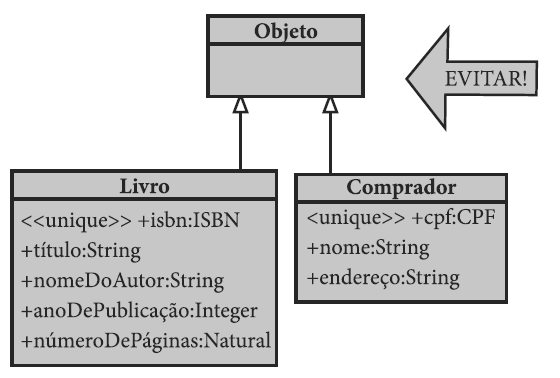 Objeto
EVITAR!
Livro
<<unique>> +isbn:ISBN
+título:String
+nomeDoAutor:String
+anoDePublicação:Integer
+númeroDePáginas:Natural
Comprador
<unique>> +cpf:CPF
+nome:String
+endereço:String